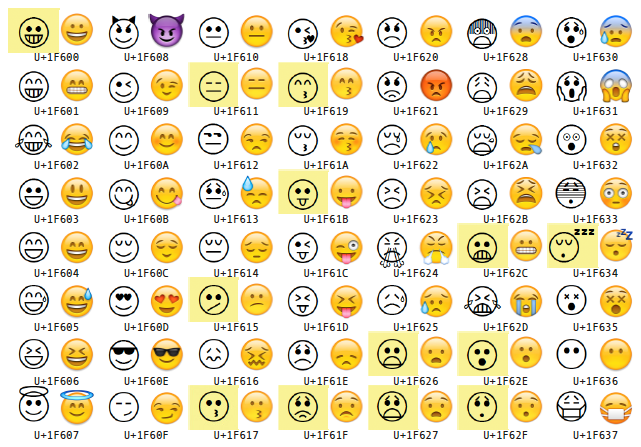 U+1F600 U+1F608 U+1F610 U+1F618 U+1F620 U+1F628 U+1F630
zzz zzZ
U+1F601 U+1F609 U+1F611 U+1F619 U+1F621 U+1F629 U+1F631
U+1F602 U+1F60A U+1F612 U+1F61A U+1F622 U+1F62A U+1F632
U+1F603 U+1F60B U+1F613 U+1F61B U+1F623 U+1F62B U+1F633
U+1F604 U+1F60C U+1F614 U+1F61C U+1F624 U+1F62C U+1F634
U+1F605 U+1F60D U+1F615 U+1F61D U+1F625 U+1F62D U+1F635
U+1F606 U+1F60E U+1F616 U+1F61E U+1F626 U+1F62E U+1F636
U+1F607 U+1F60F U+1F617 U+1F61F U+1F627 U+1F62F U+1F637